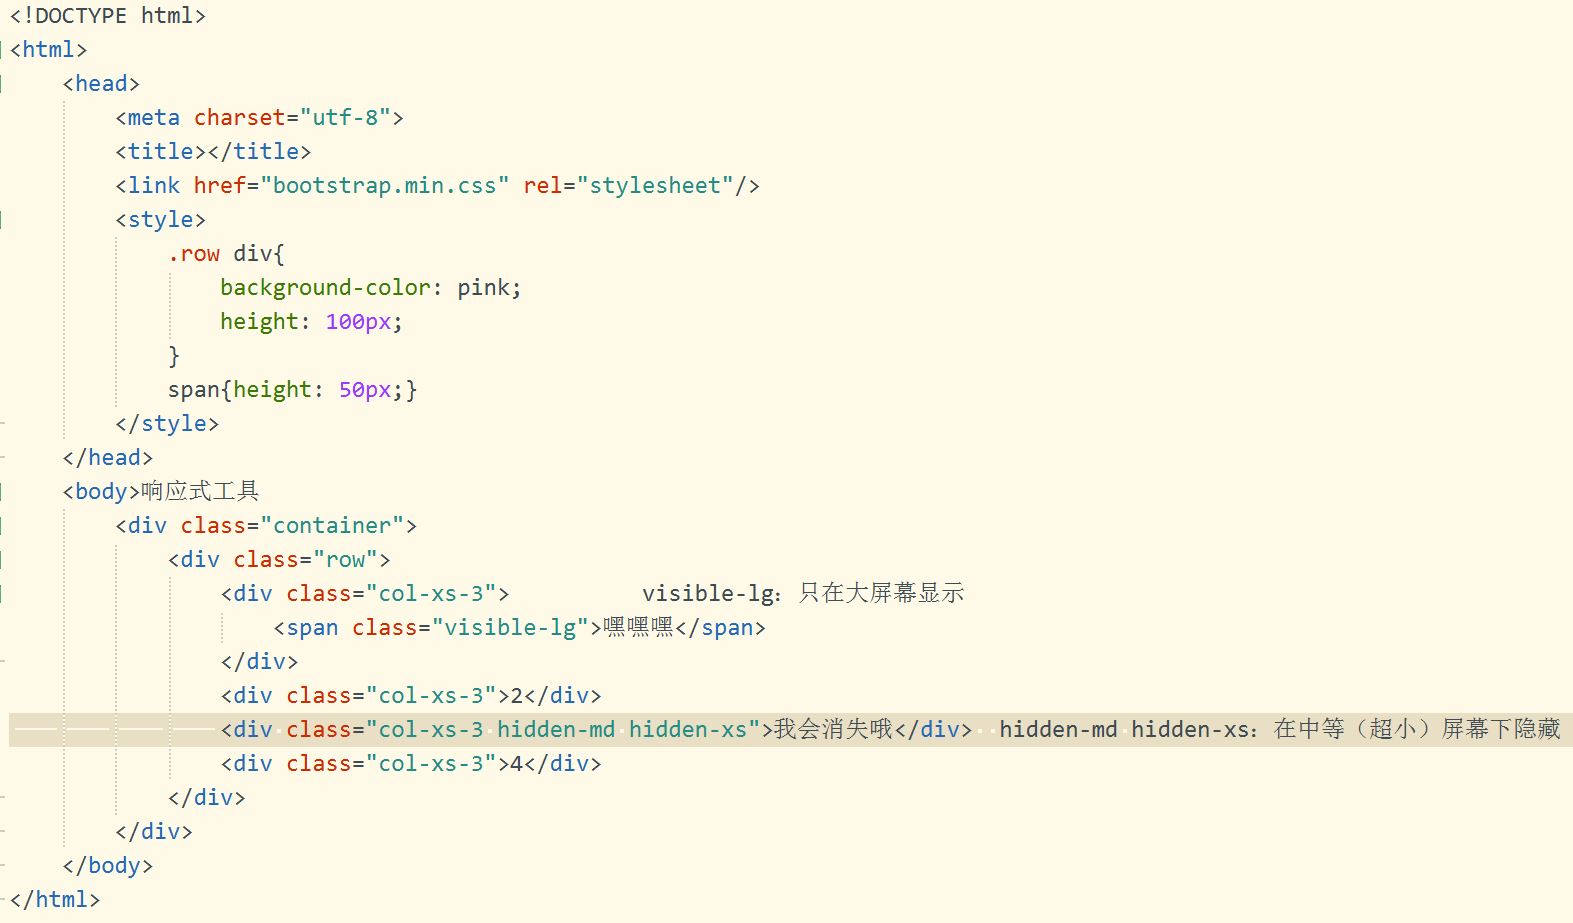 <!DOCTYPE html>
<html>
<head>
<meta charset="utf-8">
<title></title>
<link href="bootstrap.min.css" rel="stylesheet"/>
<style>
.row div{
background-color: pink;
height: 100px;
}
span{height: 50px;}
</style>
</head>
<body>响应式工具
<div class="container">
<div class="row">
<div class="col-xs-3"> visible-lg：只在大屏幕显示
<span class="visible-lg">嘿嘿嘿</span>
</div>
<div class="col-xs-3">2</div>
<div class="col-xs-3 hidden-md hidden-xs">我会消失哦</div> hidden-md hidden-xs：在中等（超小）屏幕下隐藏
<div class="col-xs-3">4</div>
</div>
</div>
</body>
</html>